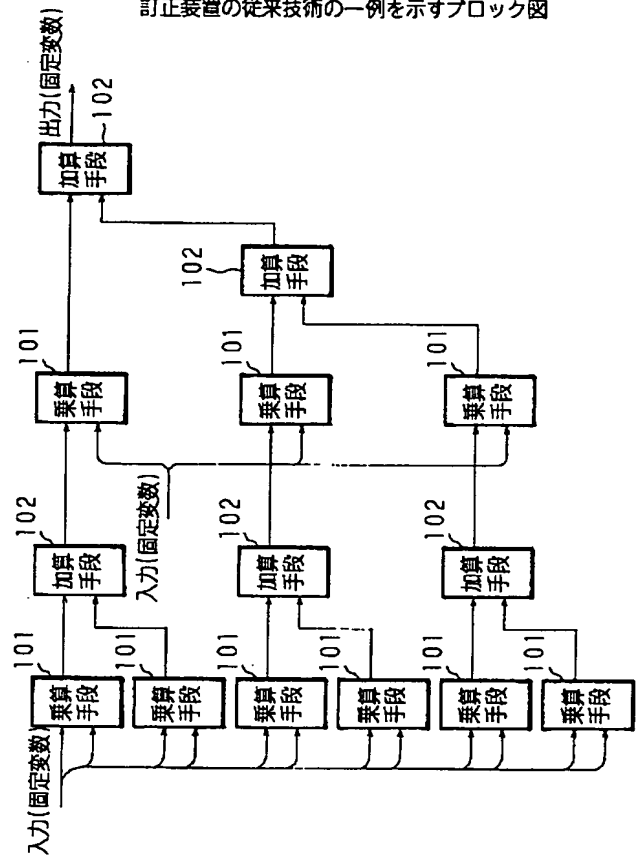 訂正装置の従来技術の一例を示すブロック図
入力(固定変数)
101
乗算
手段
101
乗算
手段
101
乗算
手段
101
乗算
手段
101
乗算
手段
101
乗算
手段
102
加算
手段
102
加算
手段
102
加算
手段
入力(固定変数)
101
乗算
手段
101
乗算
手段
101
乗算
手段
102
加算
手段
102
加算
手段
出力(固定変数)